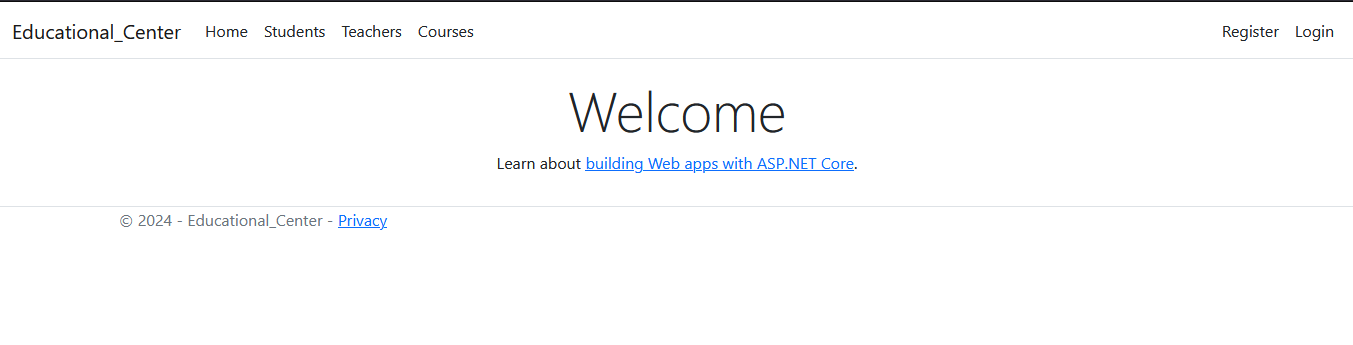 Educational_Center Home Students Teachers Courses Register Login
Welcome
Learn about building Web apps with ASP.NET Core.
© 2024 - Educational_Center - Privacy